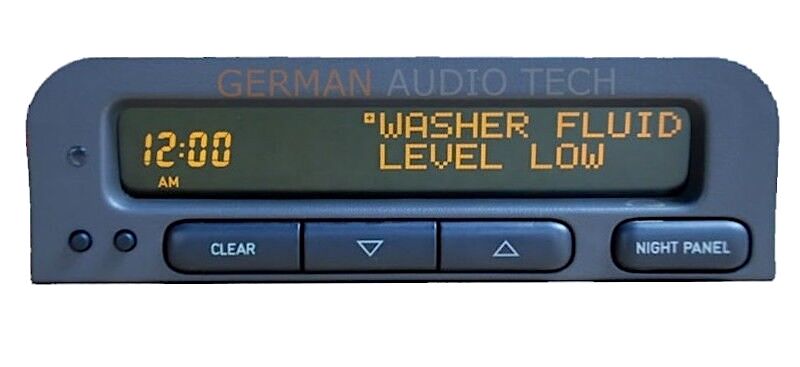 GERMAN AUDIO TECH
WASHER FLUID
12:00 LEVEL LOW
AM
CLEAR NIGHT PANEL